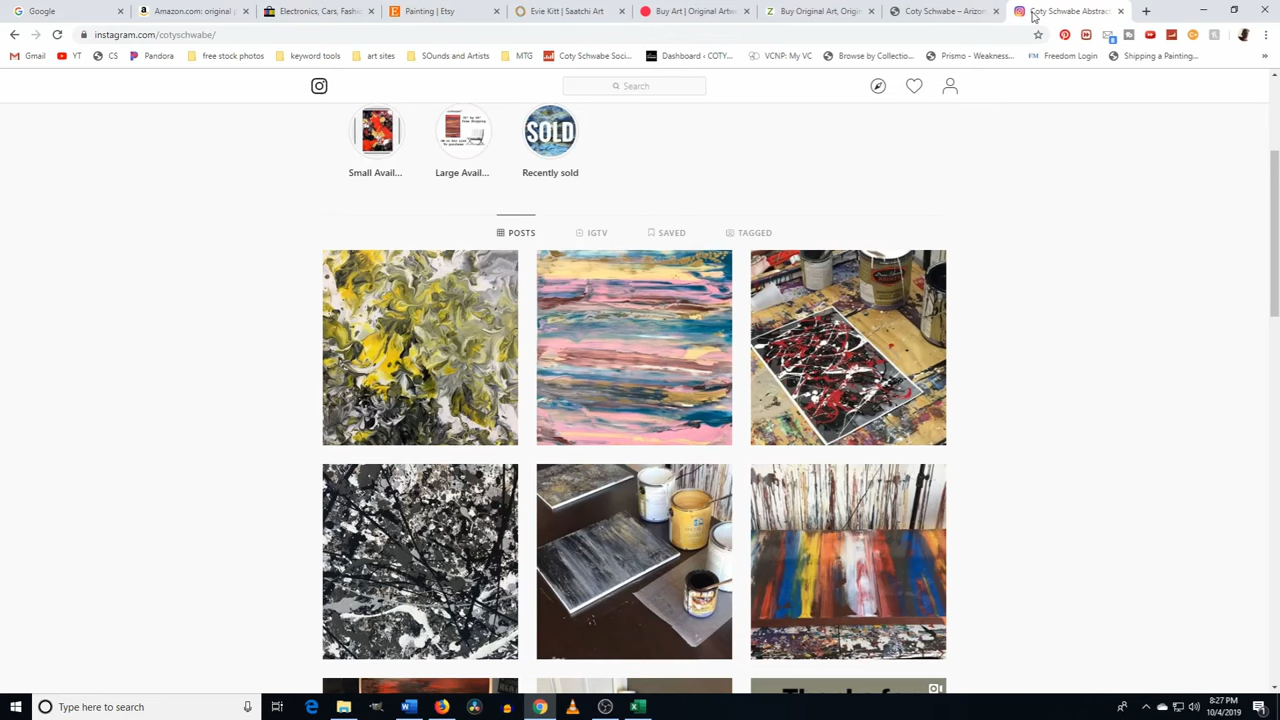 Google
Amazon.com: original p
Electronics, Cars, Fashio
Painting | Etsy
Evie Kitt | Saatchi Art
Buy Art | Original Artw
Buy Original Art, Origin
Coty Schwabe – Arizon
Coty Schwabe Abstract
instagram.com/cotyschwabe/
Gmail
YT
CS
Pandora
free stock photos
keyword tools
art sites
SOunds and Artists
MTG
Coty Schwabe Soci...
Dashboard ‹ COTY...
VCNP: My VC
Browse by Collectio...
Prismo - Weakness...
Freedom Login
Shipping a Painting...
Search
SOLD
Small Avail...
Large Avail...
Recently sold
POSTS
IGTV
SAVED
TAGGED
Type here to search
8:27 PM
10/4/2019